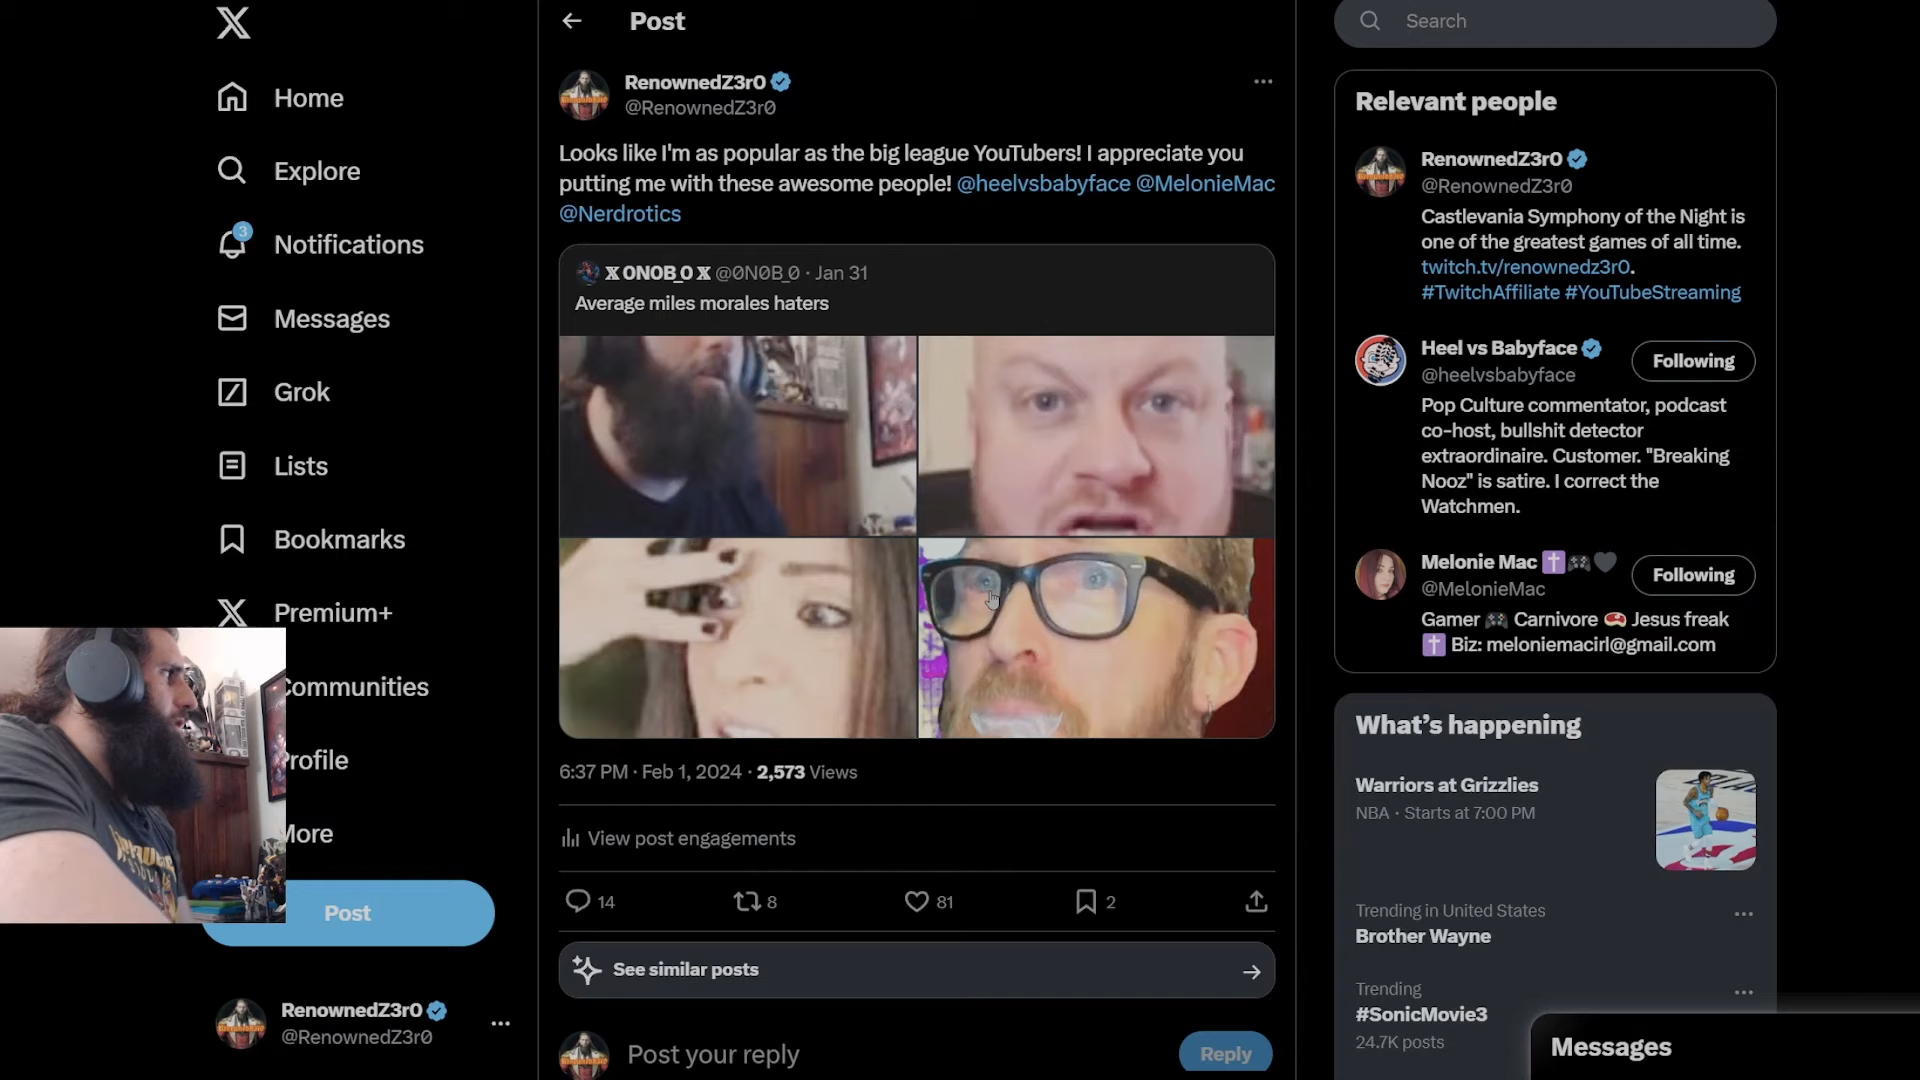 Home
Explore
3
Notifications
Messages
Grok
Lists
Bookmarks
Premium+
Communities
Profile
More
Post
RenownedZ3r0
@RenownedZ3r0
Post
RenownedZ3r0
@RenownedZ3r0
Looks like I'm as popular as the big league YouTubers! I appreciate you
putting me with these awesome people! @heelvsbabyface @MelonieMac
@Nerdrotics
𝕏 0N0B_0 𝕏 @0N0B_0 · Jan 31
Average miles morales haters
6:37 PM · Feb 1, 2024 · 2,573 Views
View post engagements
14 8 81 2
See similar posts
Post your reply
Reply
Search
Relevant people
RenownedZ3r0
@RenownedZ3r0
Castlevania Symphony of the Night is
one of the greatest games of all time.
twitch.tv/renownedz3r0.
#TwitchAffiliate #YouTubeStreaming
Heel vs Babyface
@heelvsbabyface
Following
Pop Culture commentator, podcast
co-host, bullshit detector
extraordinaire. Customer. "Breaking
Nooz" is satire. I correct the
Watchmen.
Melonie Mac
@MelonieMac
Following
Gamer 🎮 Carnivore 🥩 Jesus freak
✝️ Biz: meloniemacirl@gmail.com
What's happening
Warriors at Grizzlies
NBA · Starts at 7:00 PM
Trending in United States
Brother Wayne
Trending
#SonicMovie3
24.7K posts
Messages